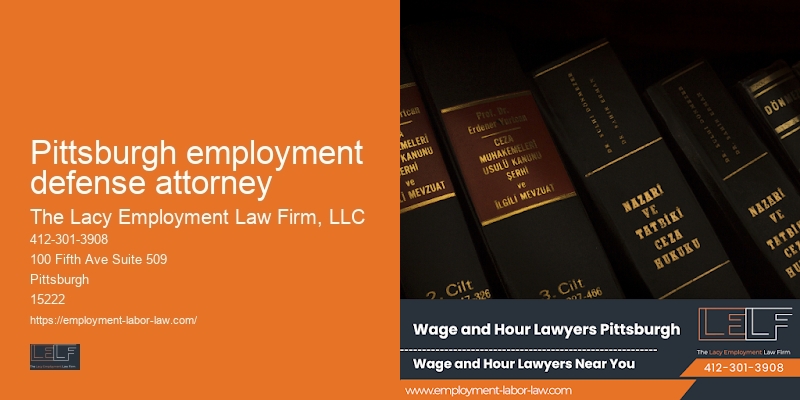 Pittsburgh employment
defense attorney
The Lacy Employment Law Firm, LLC
412-301-3908
100 Fifth Ave Suite 509
Pittsburgh
15222
https://employment-labor-law.com/
LELF
Prof. Dr.
Erdener Yurtcan
CEZA
MUHAKEMELERİ
USULÜ KANUNU
ŞERHİ
ve
İLGİLİ MEVZUAT
2. Cilt
3. Cilt
NAZARİ
VE
TATBİKİ
CEZA
HUKUKU
NAZARİ
VE
Wage and Hour Lawyers Pittsburgh
Wage and Hour Lawyers Near You
LELF
The Lacy Employment Law Firm
412-301-3908
www.employment-labor-law.com